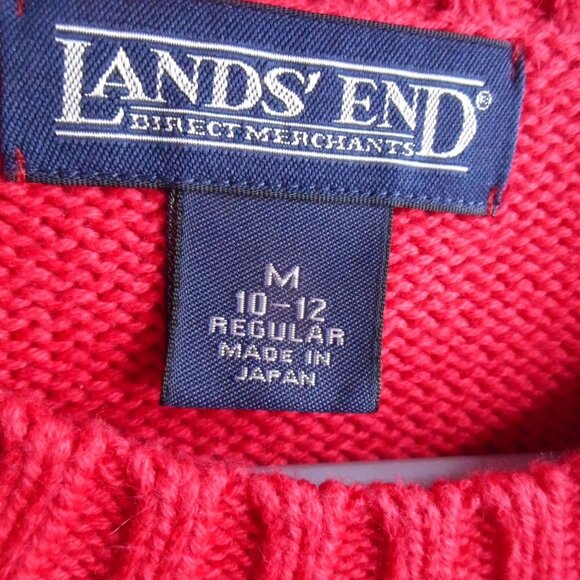 LANDS' END®
DIRECT MERCHANTS
M
10-12
REGULAR
MADE IN
JAPAN